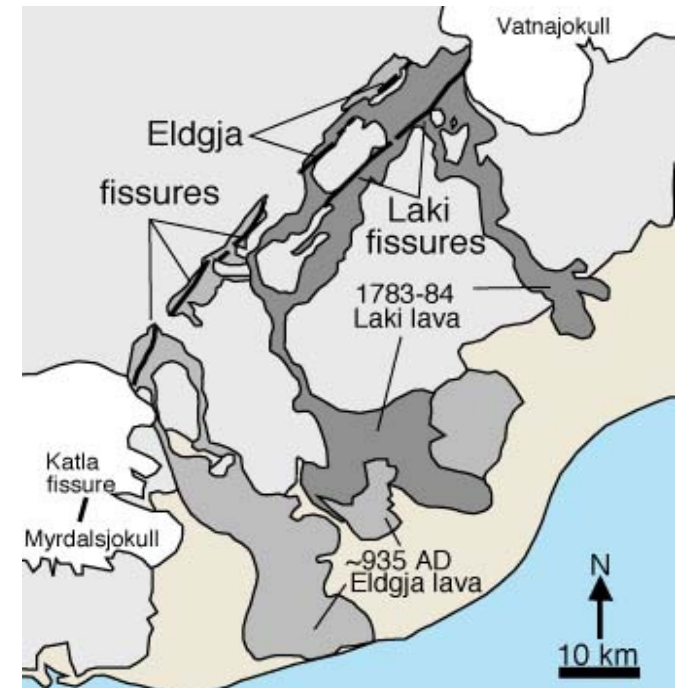 Vatnajokull
Eldgja
fissures
Laki
fissures
1783-84
Laki lava
Katla
fissure
Myrdalsjokull
~935 AD
Eldgja lava
N
10 km